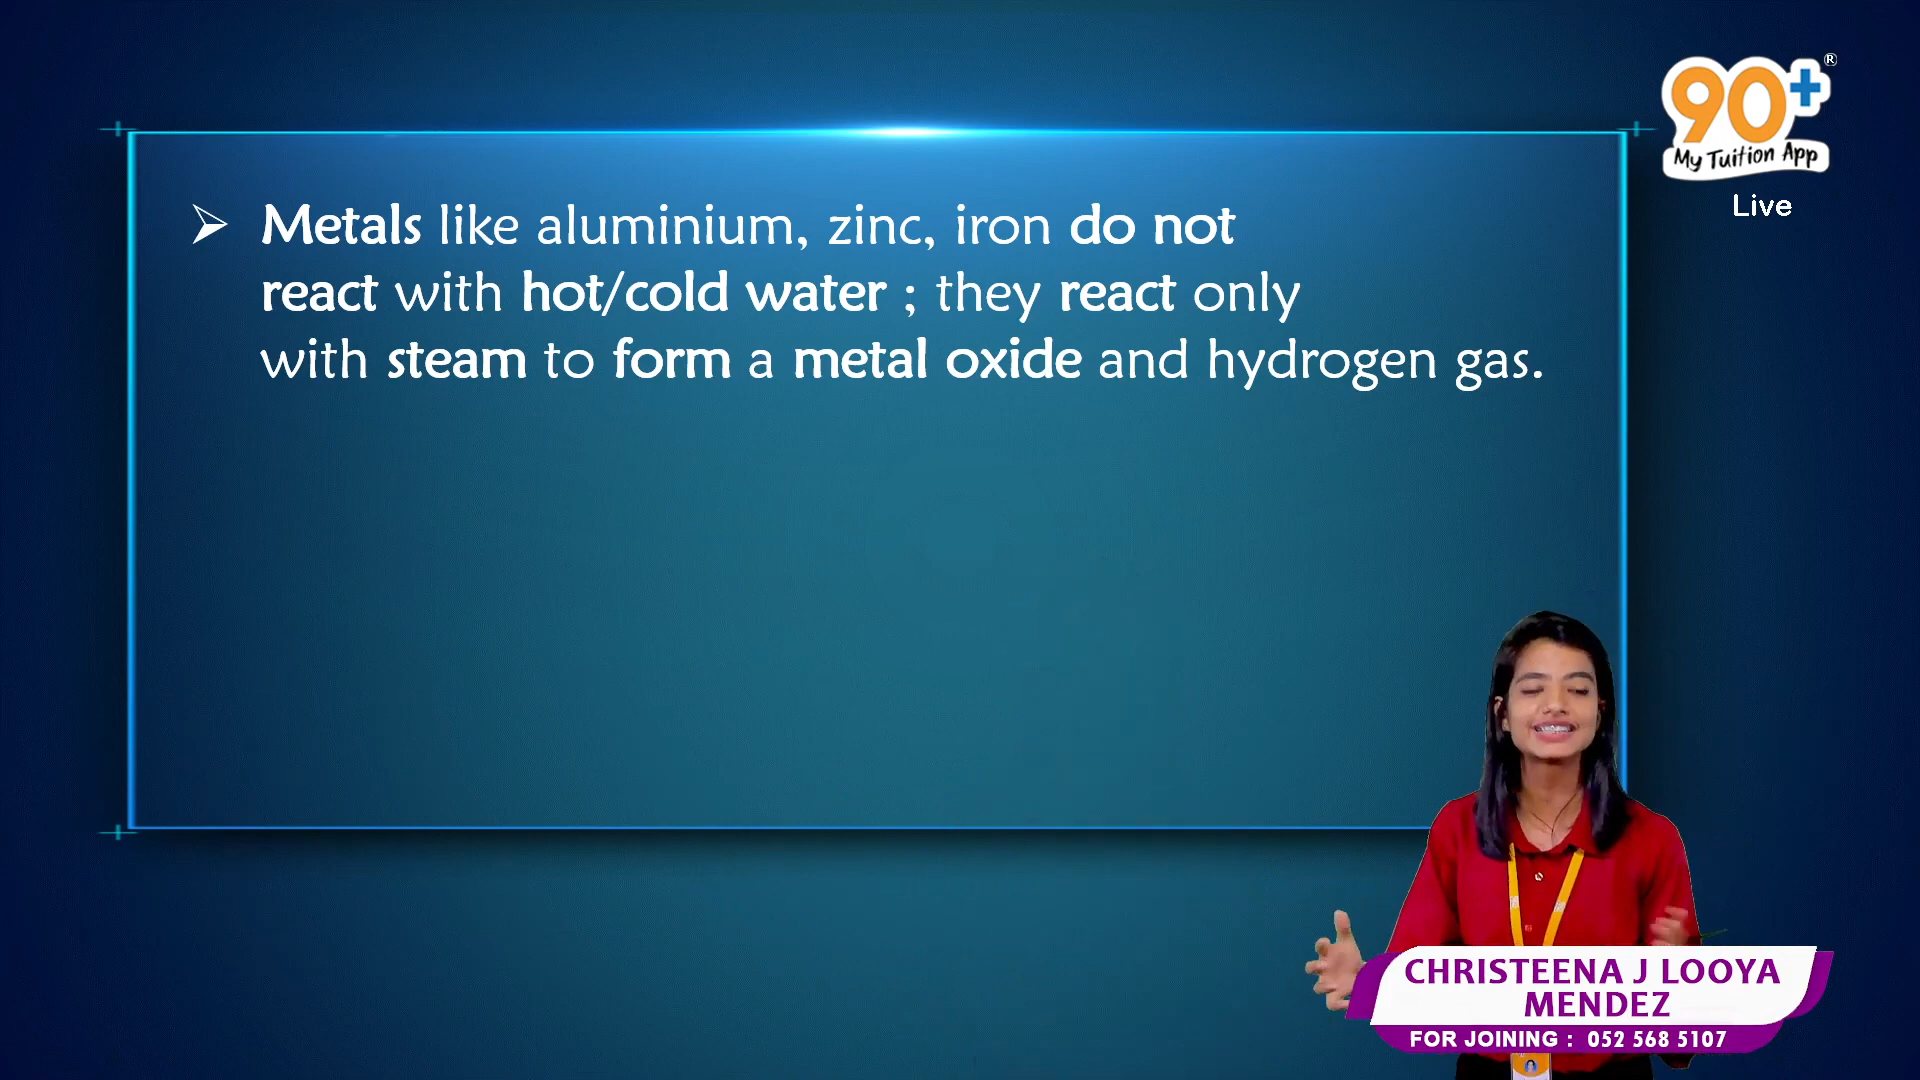 90+
®
My Tuition App
Live
➢ Metals like aluminium, zinc, iron do not
react with hot/cold water ; they react only
with steam to form a metal oxide and hydrogen gas.
CHRISTEENA J LOOYA
MENDEZ
FOR JOINING : 052 568 5107